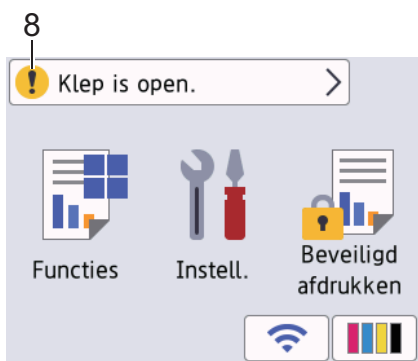 8
Klep is open.
Functies
Instell.
Beveiligd
afdrukken